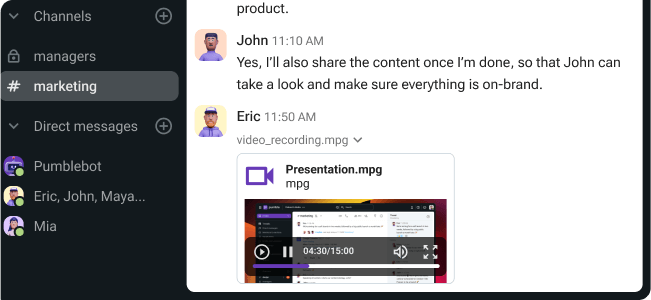 Channels
managers
# marketing
Direct messages
Pumblebot
Eric, John, Maya...
Mia
product.
John 11:10 AM
Yes, I’ll also share the content once I’m done, so that John can
take a look and make sure everything is on-brand.
Eric 11:50 AM
video_recording.mpg
Presentation.mpg
mpg
04:30/15:00